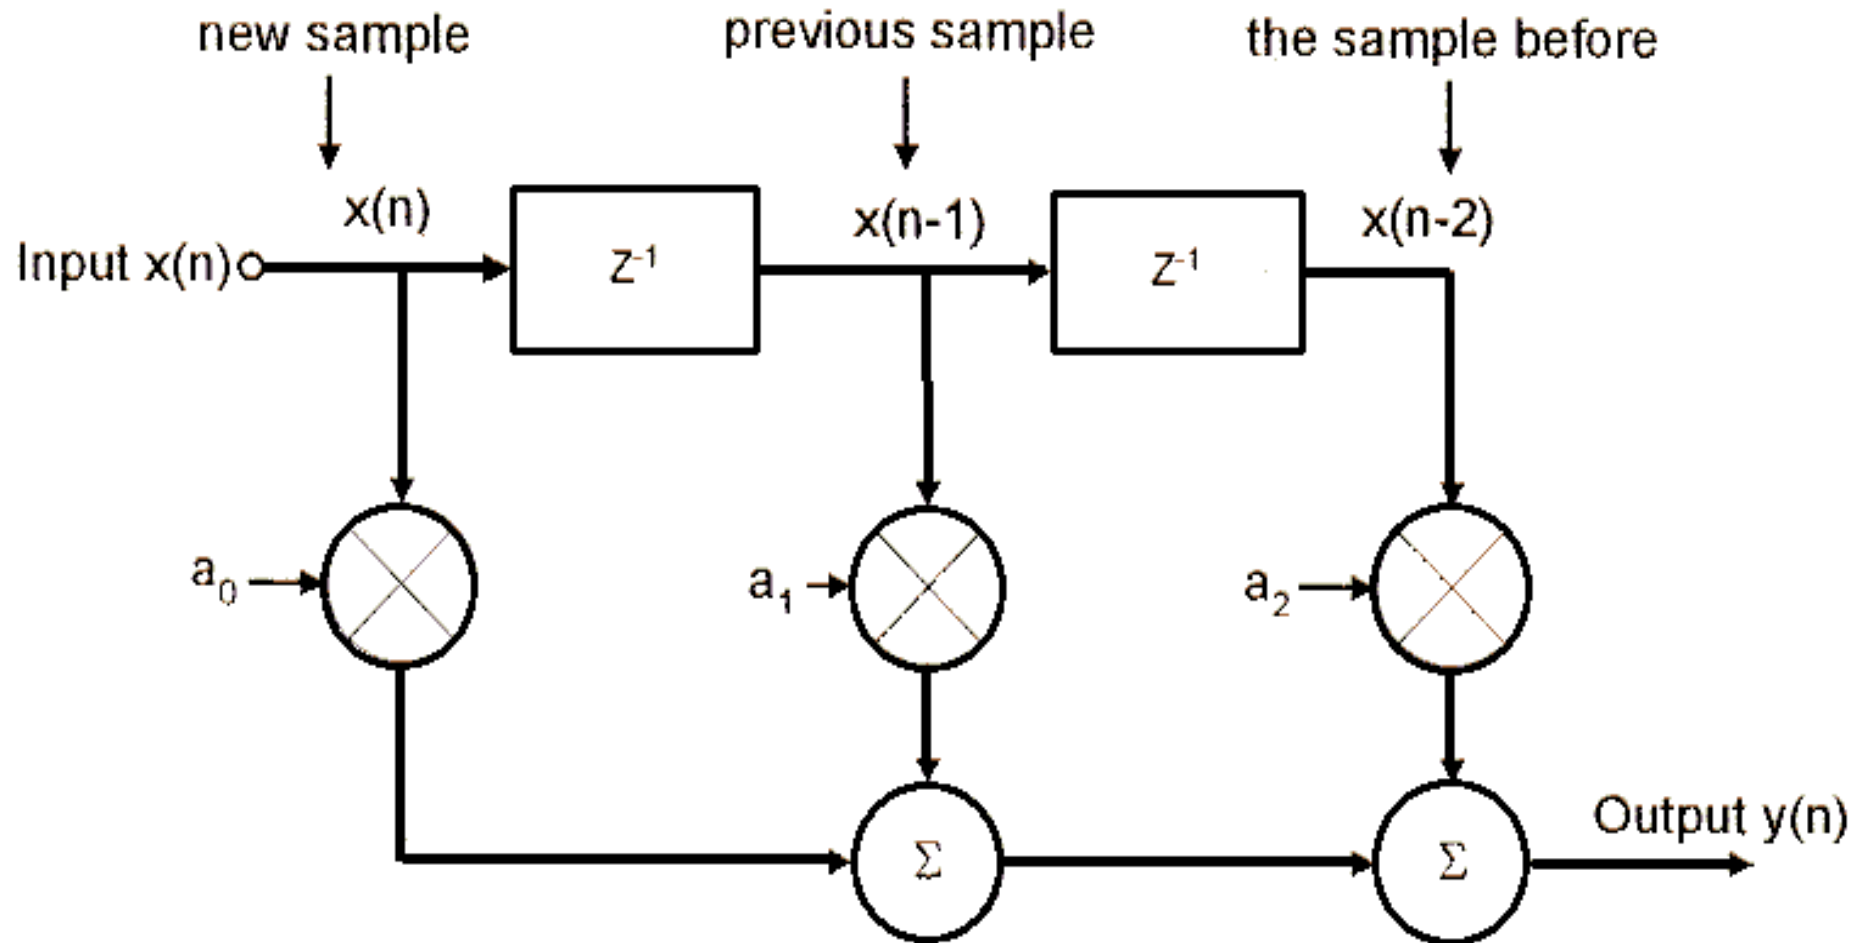 new sample
previous sample
the sample before
x(n)
x(n-1)
x(n-2)
Input x(n)
Z⁻¹
Z⁻¹
a₀
a₁
a₂
Σ
Σ
Output y(n)